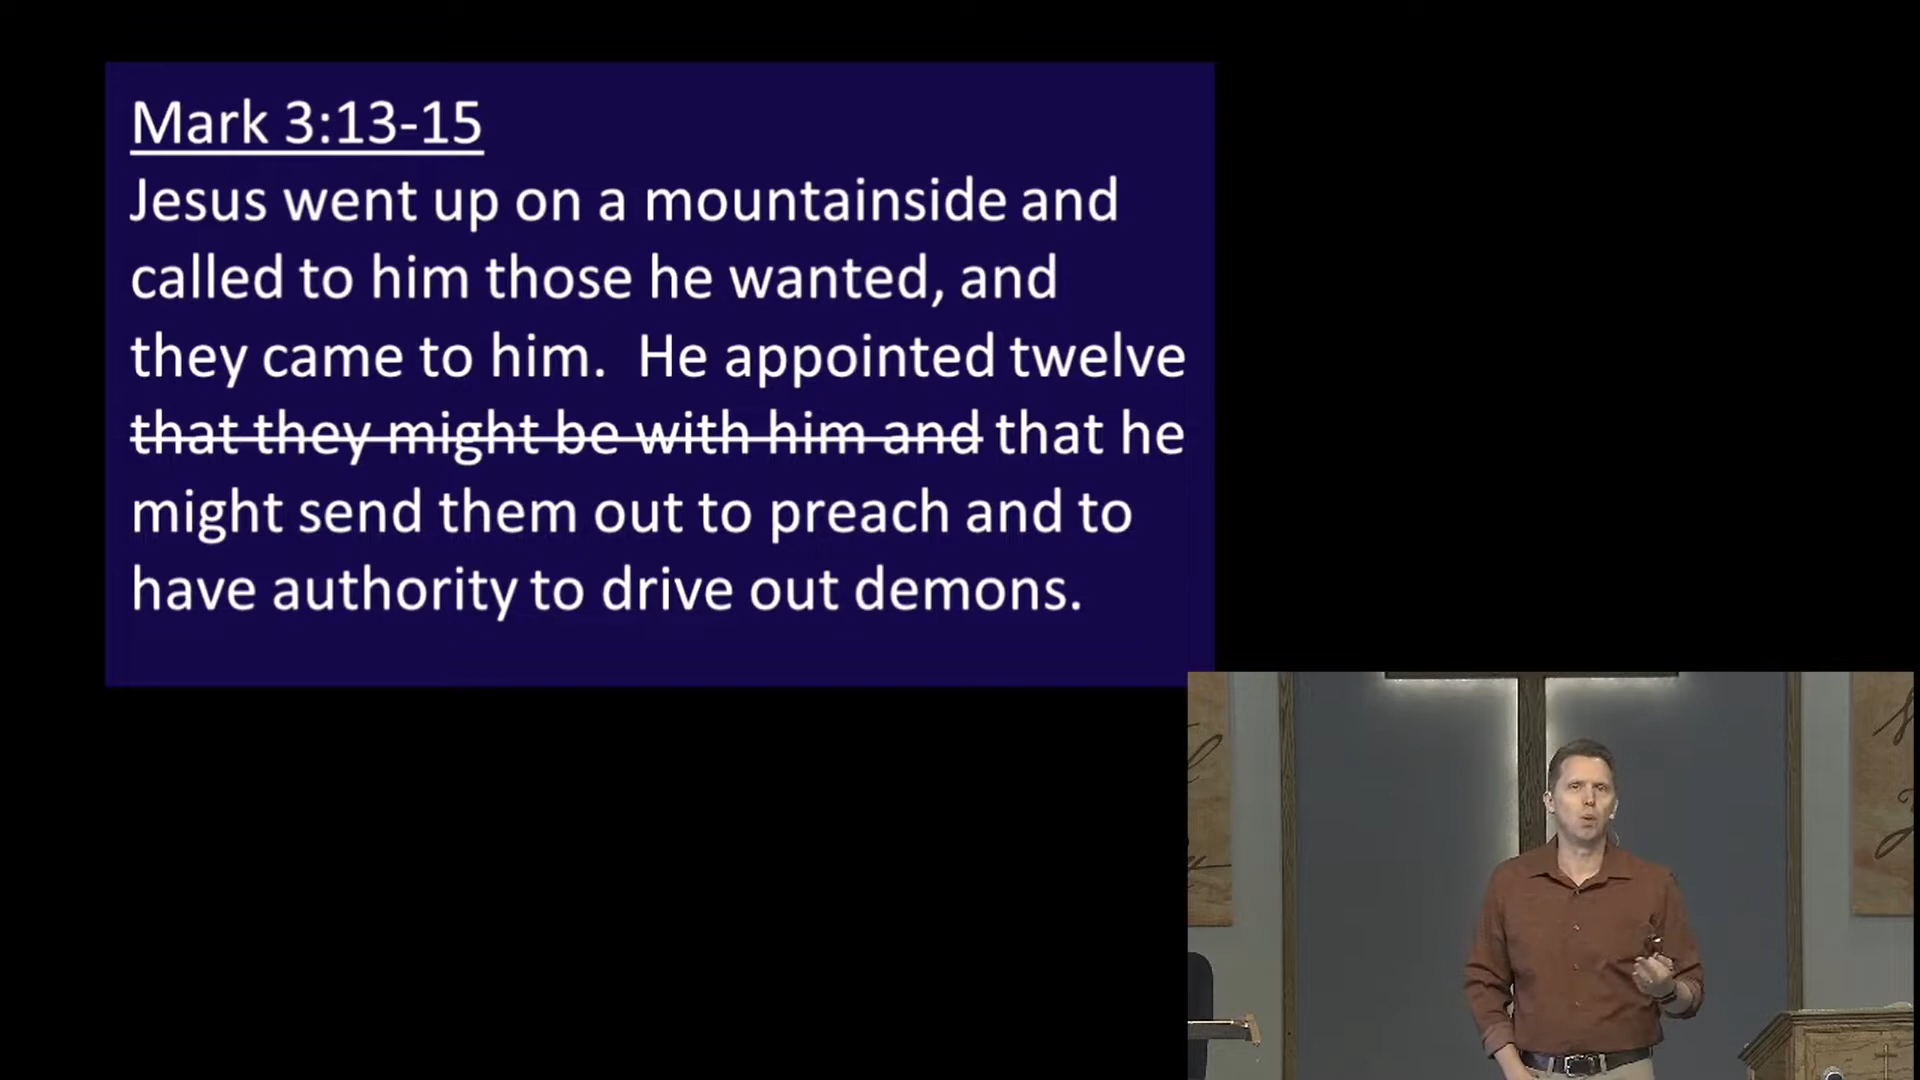 Mark 3:13-15
Jesus went up on a mountainside and
called to him those he wanted, and
they came to him.  He appointed twelve
that they might be with him and that he
might send them out to preach and to
have authority to drive out demons.